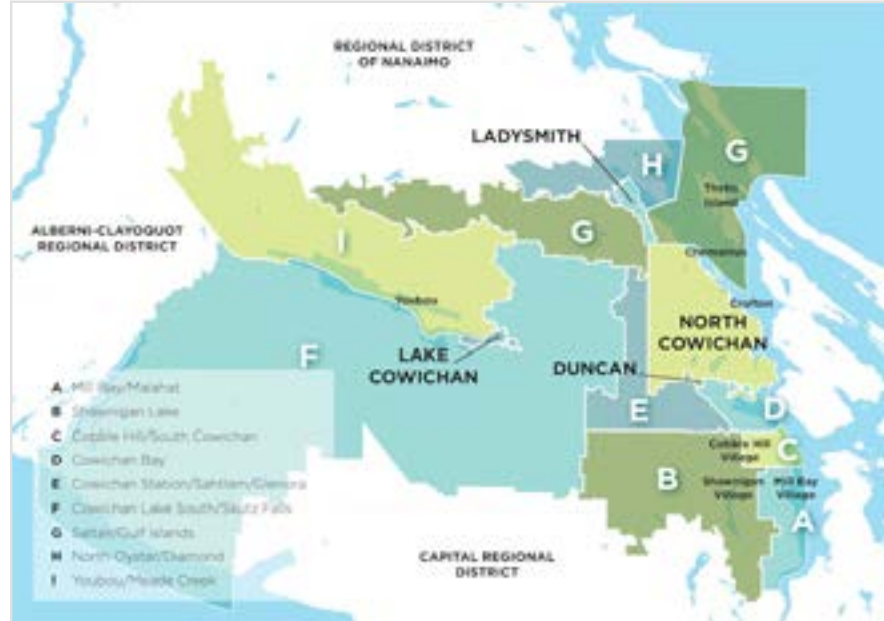 REGIONAL DISTRICT
OF NANAIMO
LADYSMITH
H
G
Thetis
Island
ALBERNI-CLAYOQUOT
REGIONAL DISTRICT
I
G
Chemainus
Youbou
Crofton
NORTH
COWICHAN
F
LAKE
COWICHAN
DUNCAN
E
D
Cobble Hill
Village
C
B
Shawnigan
Village
Mill Bay
Village
A
CAPITAL REGIONAL
DISTRICT
A Mill Bay/Malahat
B Shawnigan Lake
C Cobble Hill/South Cowichan
D Cowichan Bay
E Cowichan Station/Sahtlam/Glenora
F Cowichan Lake South/Skutz Falls
G Saltair/Gulf Islands
H North Oyster/Diamond
I Youbou/Meade Creek